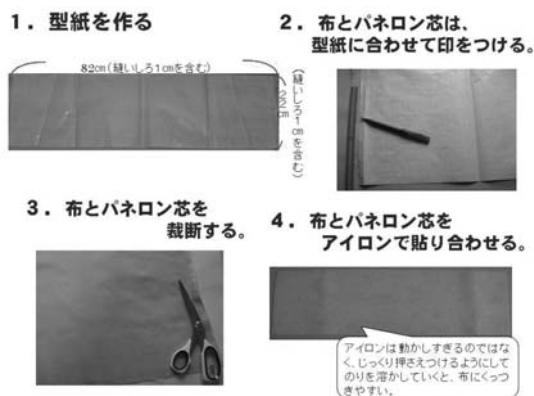 １．型紙を作る
82cm(縫いしろ1cmを含む)
22cm
(縫いしろ1cmを含む)
２．布とパネロン芯は、
型紙に合わせて印をつける。
３．布とパネロン芯を
裁断する。
４．布とパネロン芯を
アイロンで貼り合わせる。
アイロンは動かしすぎるのではな
く、じっくり押さえつけるようにして
のりを溶かしていくと、布にくっつ
きやすい。